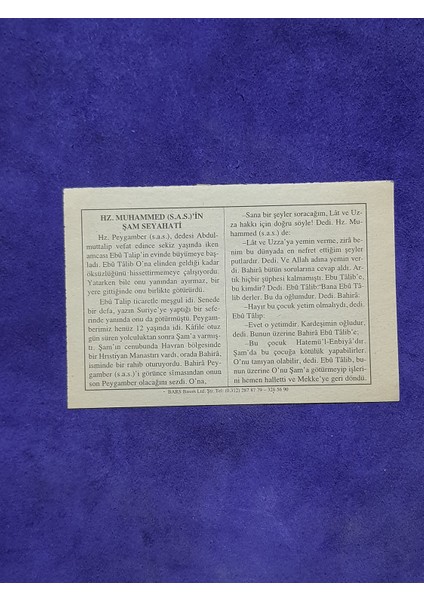 HZ. MUHAMMED (S.A.S.)'İN
ŞAM SEYAHATİ
Hz. Peygamber (s.a.s.), dedesi Abdul-
muttalip vefat edince sekiz yaşında iken
amcası Ebû Talip'in evinde büyümeye baş-
ladı. Ebû Tâlib O'na elinden geldiği kadar
öksüzlüğünü hissettirmemeye çalışıyordu.
Yatarken bile onu yanından ayırmaz, bir
yere gittiğinde onu birlikte götürürdü.
Ebû Talip ticaretle meşgul idi. Senede
bir defa, yazın Suriye'ye yaptığı bir sefe-
rinde yanında onu da götürmüştü. Peygam-
berimiz henüz 12 yaşında idi. Kâfile otuz
gün süren yolculuktan sonra Şam'a varmış-
tı. Şam'ın cenubunda Havran bölgesinde
bir Hıristiyan Manastırı vardı, orada Bahirâ,
isminde bir rahib oturuyordu. Bahirâ Pey-
gamber (s.a.s.)'ı görünce simasından onun
son Peygamber olacağını sezdi. O'na,
–Sana bir şeyler soracağım, Lât ve Uz-
za hakkı için doğru söyle! Dedi. Hz. Mu-
hammed (s.a.s.) de:
–Lât ve Uzza'ya yemin verme, zirâ be-
nim bu dünyada en nefret ettiğim şeyler
putlardır. Dedi. Ve Allah adına yemin ver-
di. Bahirâ bütün sorularına cevap aldı. Ar-
tık hiçbir şüphesi kalmamıştı. Ebu Tâlib'e,
bu kimdir? Dedi. Ebû Tâlib:"Bana Ebû Tâ-
lib derler. Bu da oğlumdur. Dedi. Bahirâ:
–Hayır bu çocuk yetim olmalıydı, dedi.
Ebû Tâlip:
–Evet o yetimdir. Kardeşimin oğludur,
dedi. Bunun üzerine Bahirâ Ebû Tâlib'e,
–Bu çocuk Hatemü'l-Enbiyâ'dır.
Şam'da bu çocuğa kötülük yapabilirler.
O'nu tanıyan olabilir, dedi. Ebû Tâlib, bu-
nun üzerine O'nu Şam'a götürmeyip işleri-
ni hemen halletti ve Mekke'ye geri döndü.